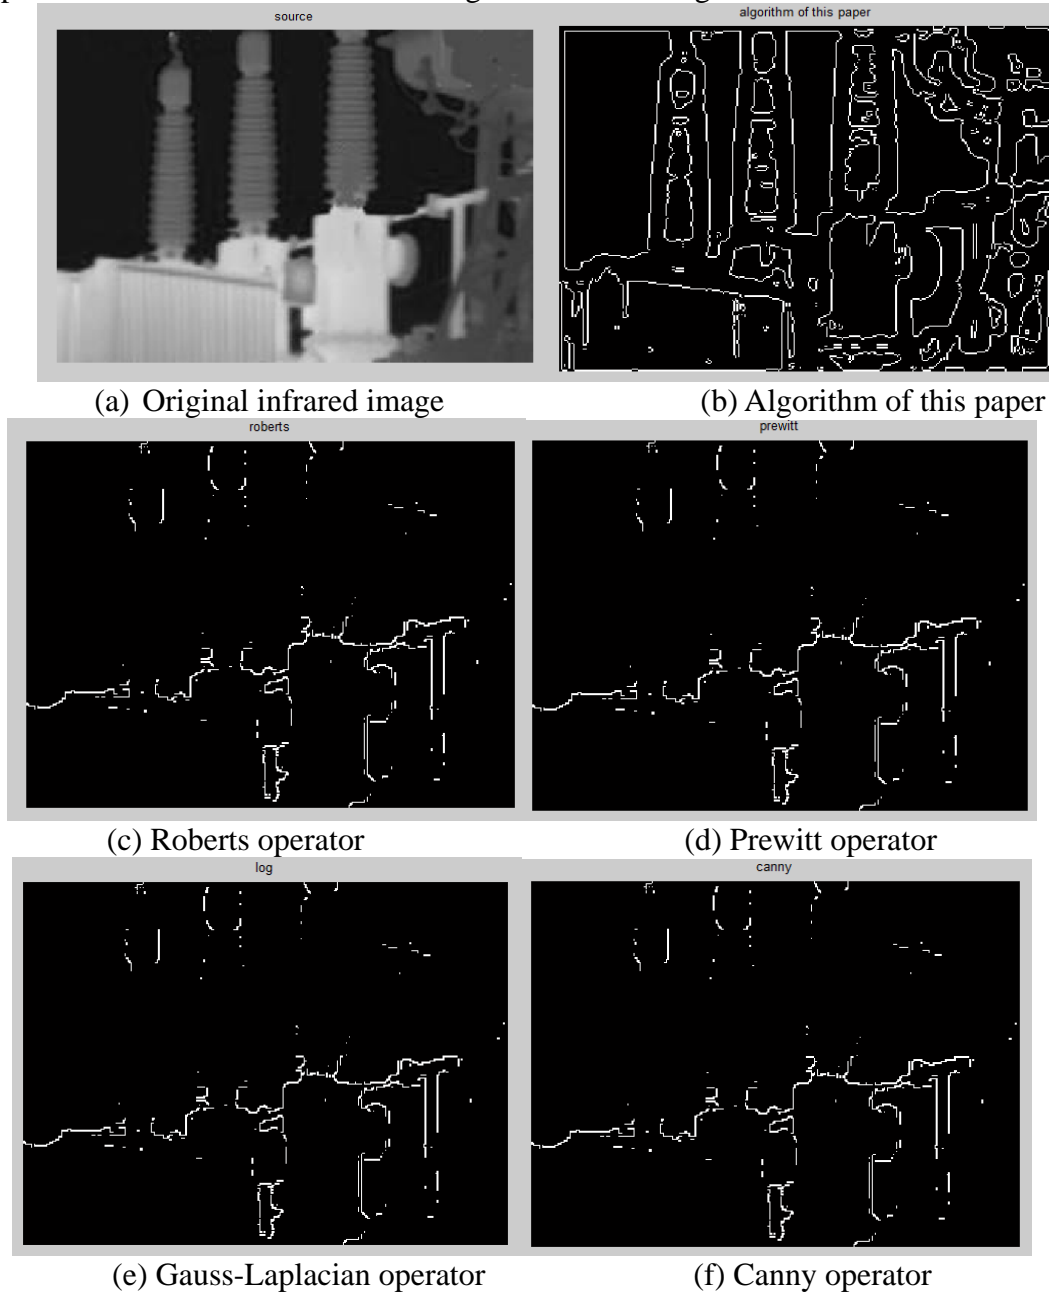 source
algorithm of this paper
(a) Original infrared image
(b) Algorithm of this paper
roberts
prewitt
(c) Roberts operator
(d) Prewitt operator
log
canny
(e) Gauss-Laplacian operator
(f) Canny operator